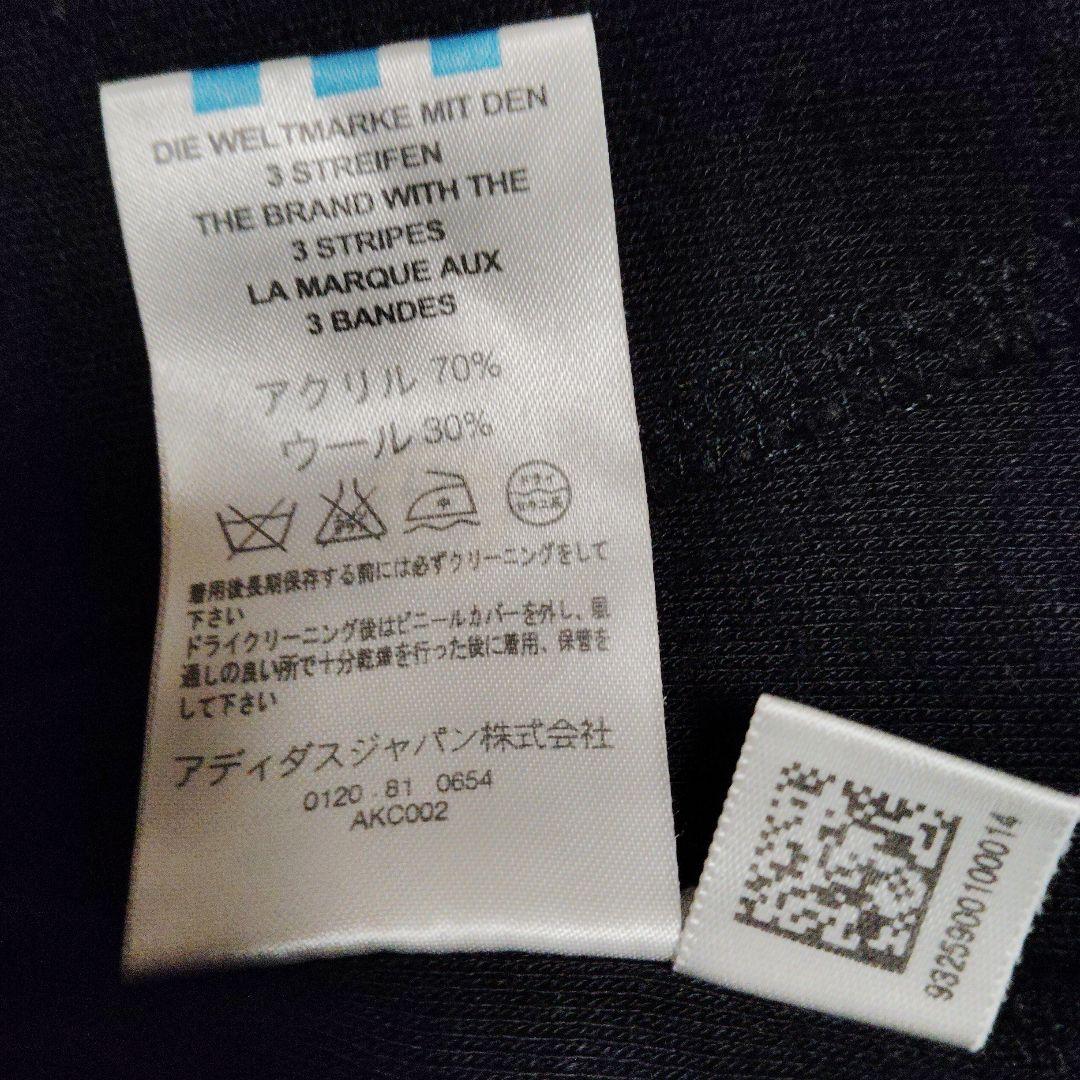 DIE WELTMARKE MIT DEN
3 STREIFEN
THE BRAND WITH THE
3 STRIPES
LA MARQUE AUX
3 BANDES
アクリル 70%
ウール 30%
中
ドライ
着用後長期保存する前には必ずクリーニングをして
下さい
ドライクリーニング後はビニールカバーを外し、風
通しの良い所で十分乾燥を行った後に着用、保管を
して下さい
アディダスジャパン株式会社
0120 - 81 0654
AKC002
93259001000014